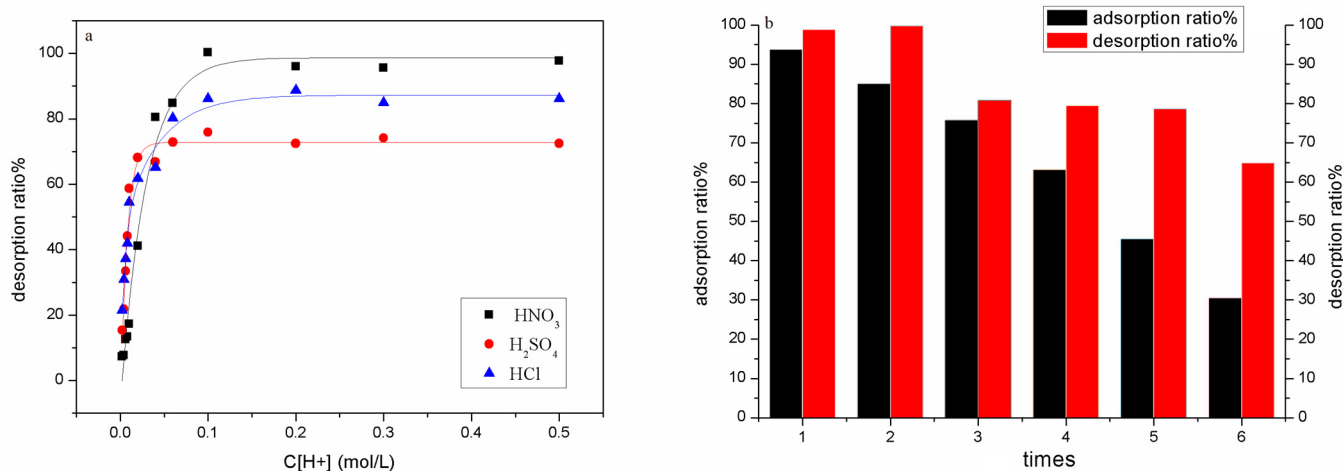 a
desorption ratio%
100
80
60
40
20
0
0.0 0.1 0.2 0.3 0.4 0.5
C[H+] (mol/L)
HNO3
H2SO4
HCl
b
adsorption ratio%
desorption ratio%
adsorption ratio%
100
90
80
70
60
50
40
30
20
10
0
1 2 3 4 5 6
times
100
90
80
70
60
50
40
30
20
10
0
desorption ratio%